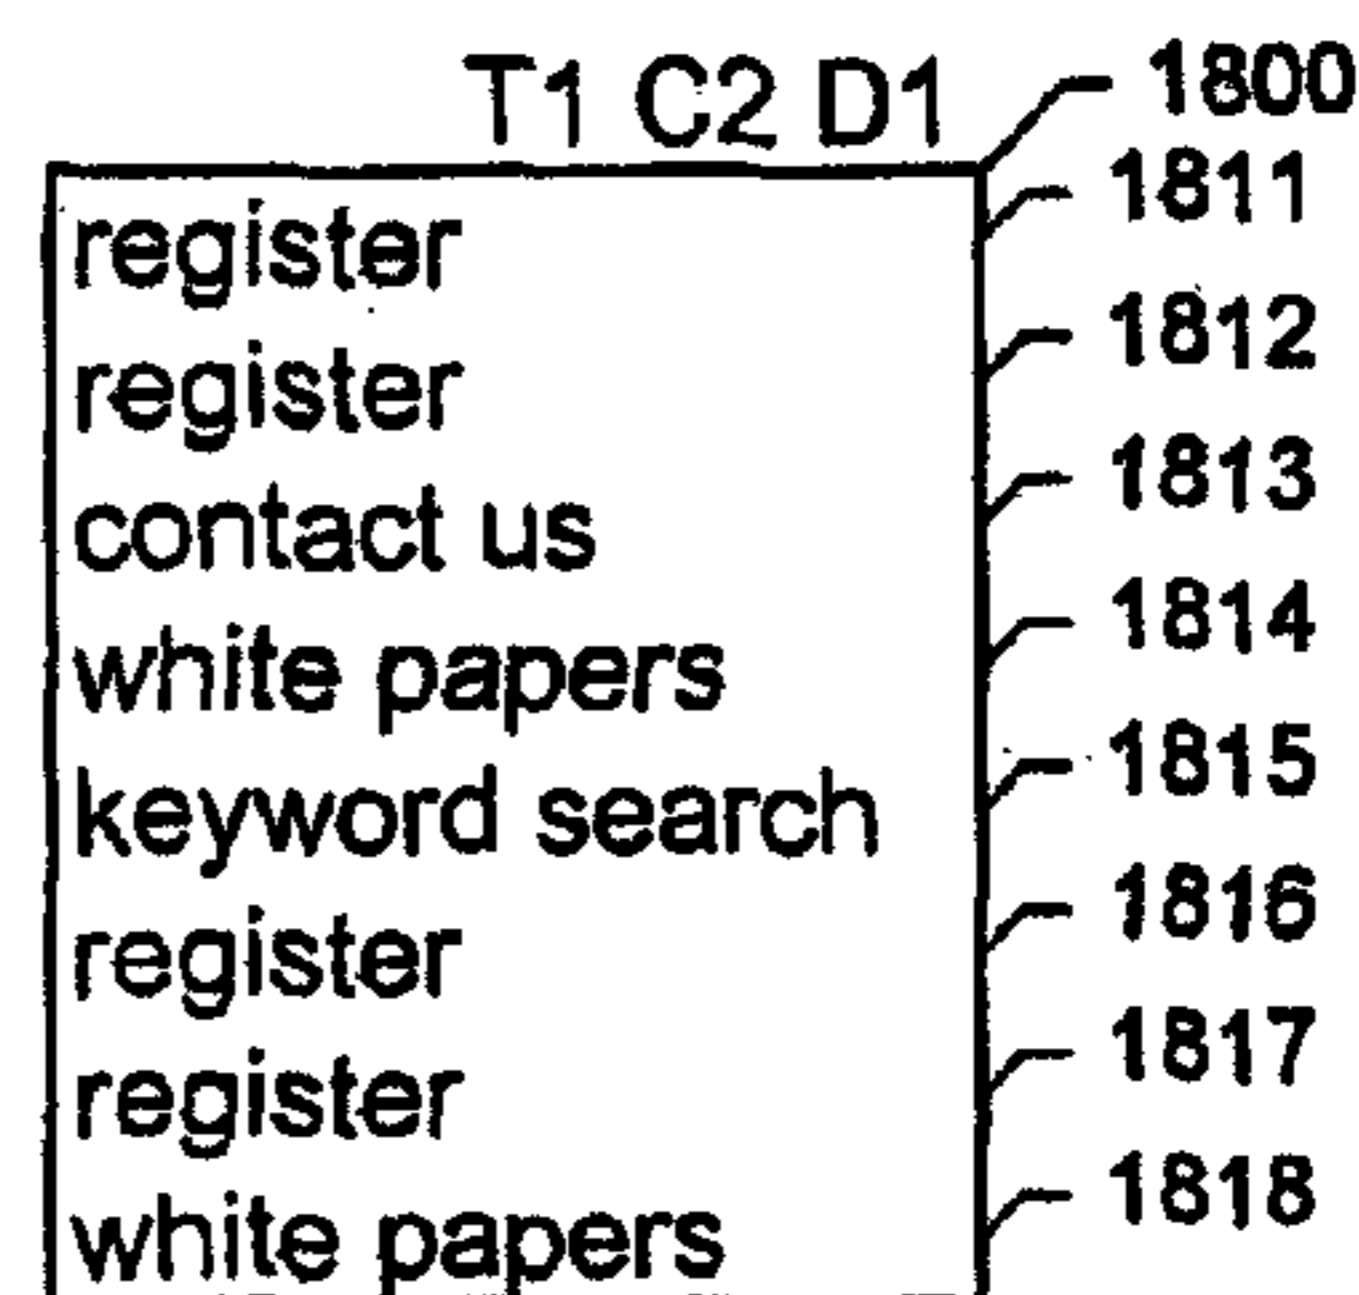 T1 C2 D1 1800
register 1811
register 1812
contact us 1813
white papers 1814
keyword search 1815
register 1816
register 1817
white papers 1818